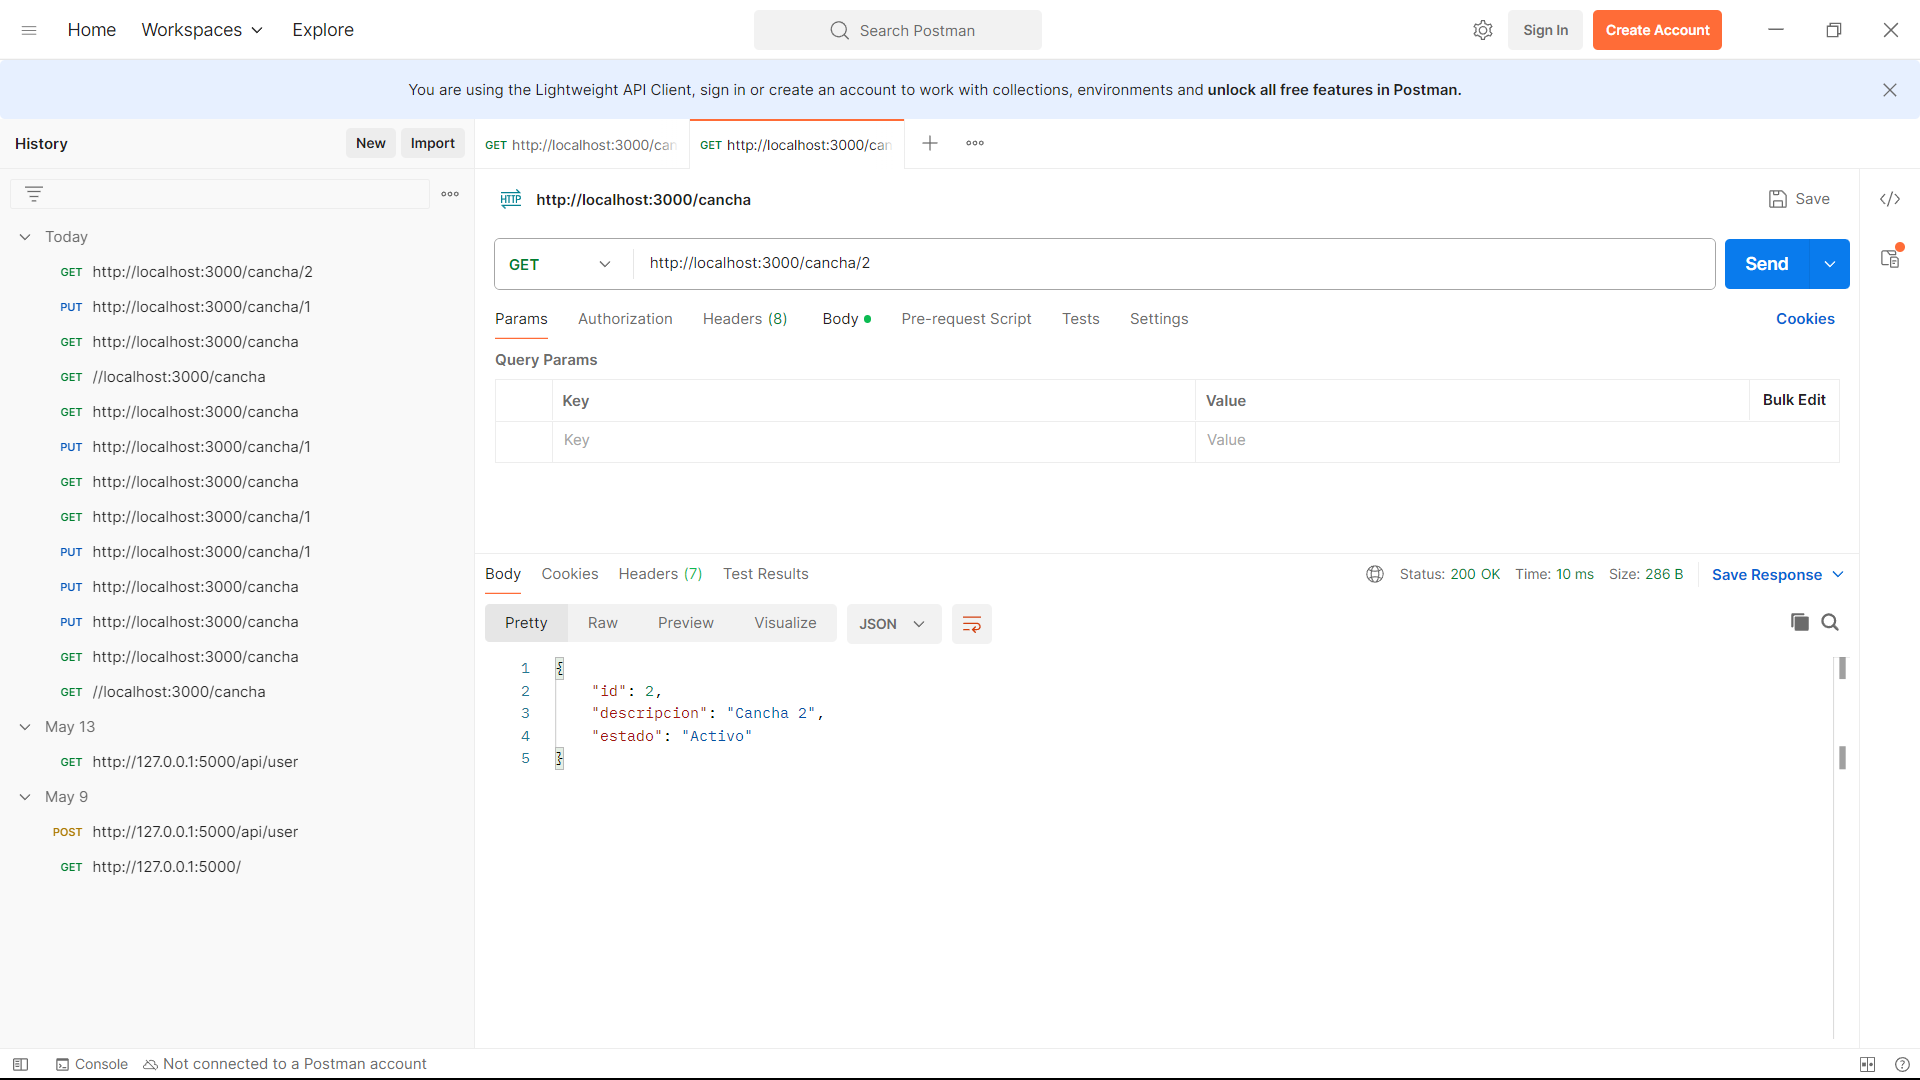 Home Workspaces Explore
Search Postman
Sign In Create Account
You are using the Lightweight API Client, sign in or create an account to work with collections, environments and unlock all free features in Postman.
History New Import
Today
GET http://localhost:3000/cancha/2
PUT http://localhost:3000/cancha/1
GET http://localhost:3000/cancha
GET //localhost:3000/cancha
GET http://localhost:3000/cancha
PUT http://localhost:3000/cancha/1
GET http://localhost:3000/cancha
GET http://localhost:3000/cancha/1
PUT http://localhost:3000/cancha/1
PUT http://localhost:3000/cancha
PUT http://localhost:3000/cancha
GET http://localhost:3000/cancha
GET //localhost:3000/cancha
May 13
GET http://127.0.0.1:5000/api/user
May 9
POST http://127.0.0.1:5000/api/user
GET http://127.0.0.1:5000/
GET http://localhost:3000/can GET http://localhost:3000/can
HTTP http://localhost:3000/cancha Save
GET http://localhost:3000/cancha/2 Send
Params Authorization Headers (8) Body Pre-request Script Tests Settings Cookies
Query Params
Key Value Bulk Edit
Key Value
Body Cookies Headers (7) Test Results Status: 200 OK Time: 10 ms Size: 286 B Save Response
Pretty Raw Preview Visualize JSON
1 {
2 "id": 2,
3 "descripcion": "Cancha 2",
4 "estado": "Activo"
5 }
Console Not connected to a Postman account